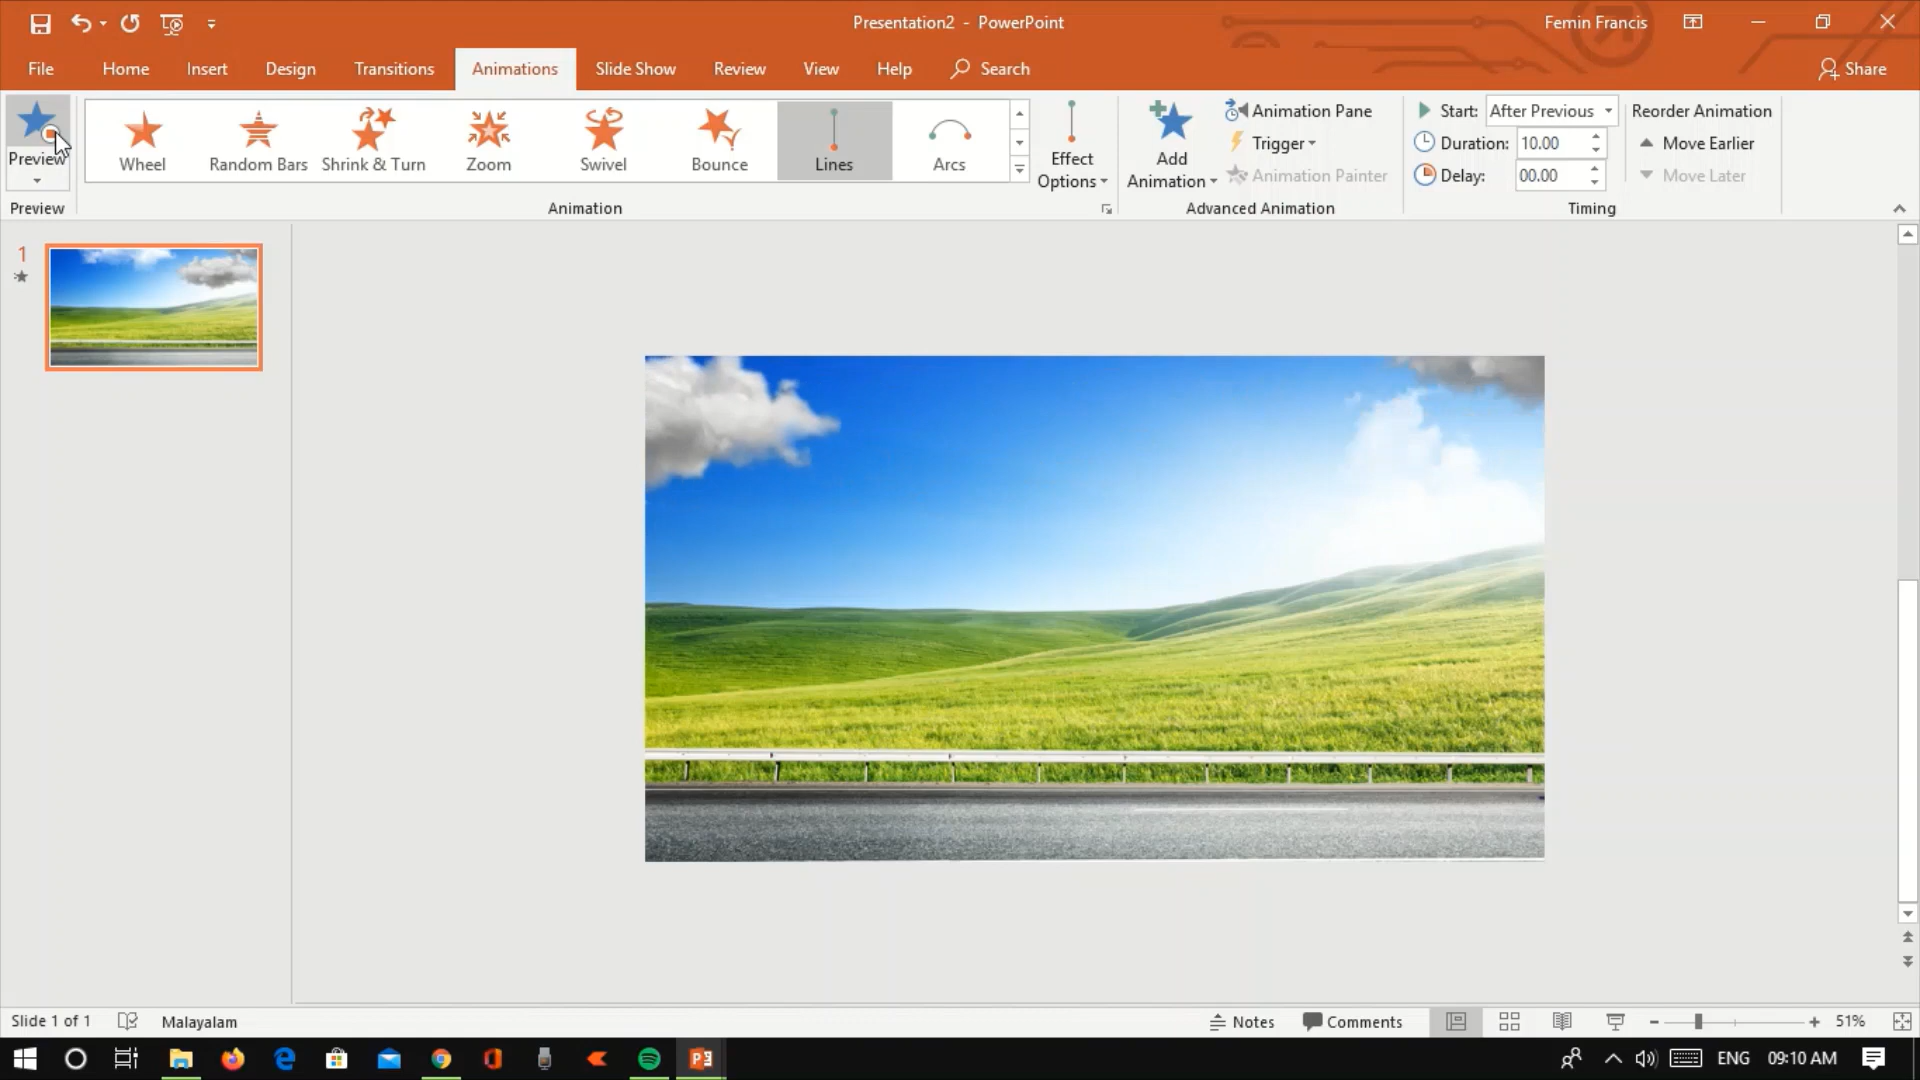 Presentation2 - PowerPoint
Femin Francis
File Home Insert Design Transitions Animations Slide Show Review View Help Search Share
Preview
Wheel Random Bars Shrink & Turn Zoom Swivel Bounce Lines Arcs
Effect Options
Add Animation
Animation Pane
Trigger
Animation Painter
Start: After Previous
Duration: 10.00
Delay: 00.00
Reorder Animation
Move Earlier
Move Later
Preview Animation Advanced Animation Timing
1
Slide 1 of 1 Malayalam Notes Comments 51%
ENG 09:10 AM